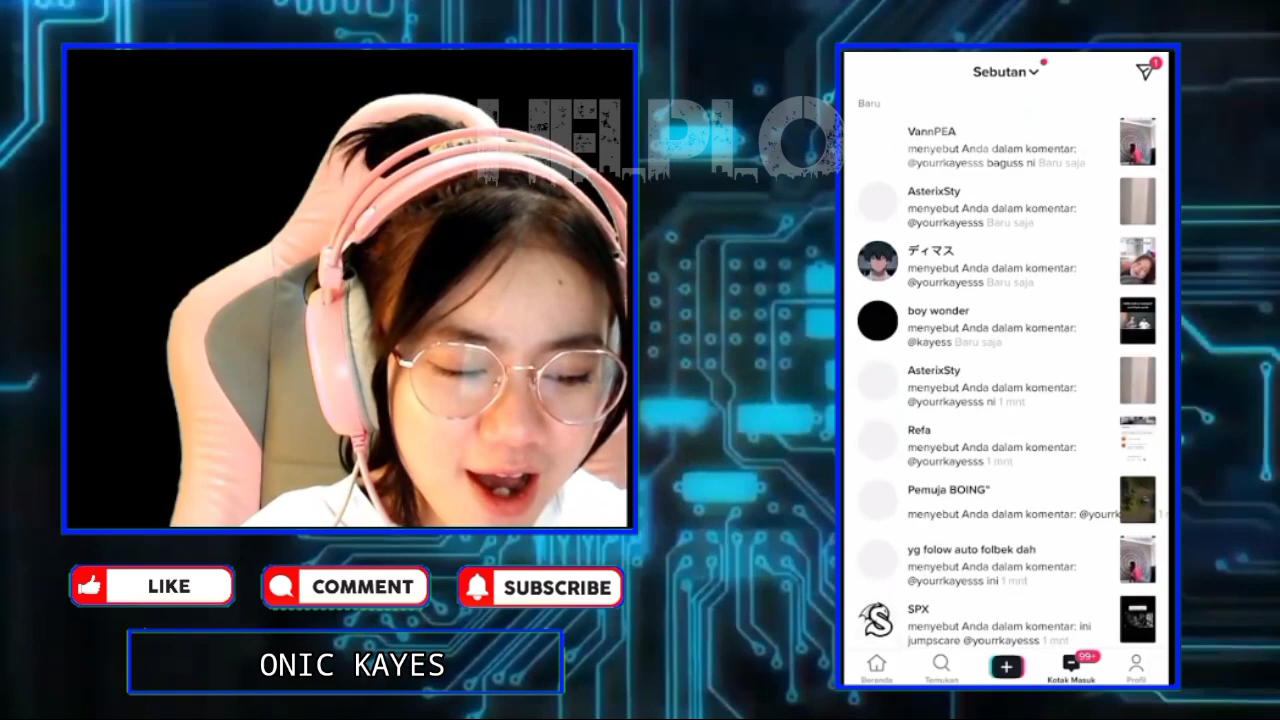 HELPLO
Sebutan
1
Baru
VannPEA
menyebut Anda dalam komentar:
@yourrkayesss baguss ni Baru saja
AsterixSty
menyebut Anda dalam komentar:
@yourrkayesss Baru saja
ディマス
menyebut Anda dalam komentar:
@yourrkayesss Baru saja
boy wonder
menyebut Anda dalam komentar:
@kayess Baru saja
AsterixSty
menyebut Anda dalam komentar:
@yourrkayesss ni 1 mnt
Refa
menyebut Anda dalam komentar:
@yourrkayesss 1 mnt
Pemuja BOING"
menyebut Anda dalam komentar: @yourrk
yg folow auto folbek dah
menyebut Anda dalam komentar:
@yourrkayesss ini 1 mnt
SPX
menyebut Anda dalam komentar: ini
jumpscare @yourrkayesss 1 mnt
99+
Beranda
Temukan
Kotak Masuk
Profil
LIKE
COMMENT
SUBSCRIBE
ONIC KAYES